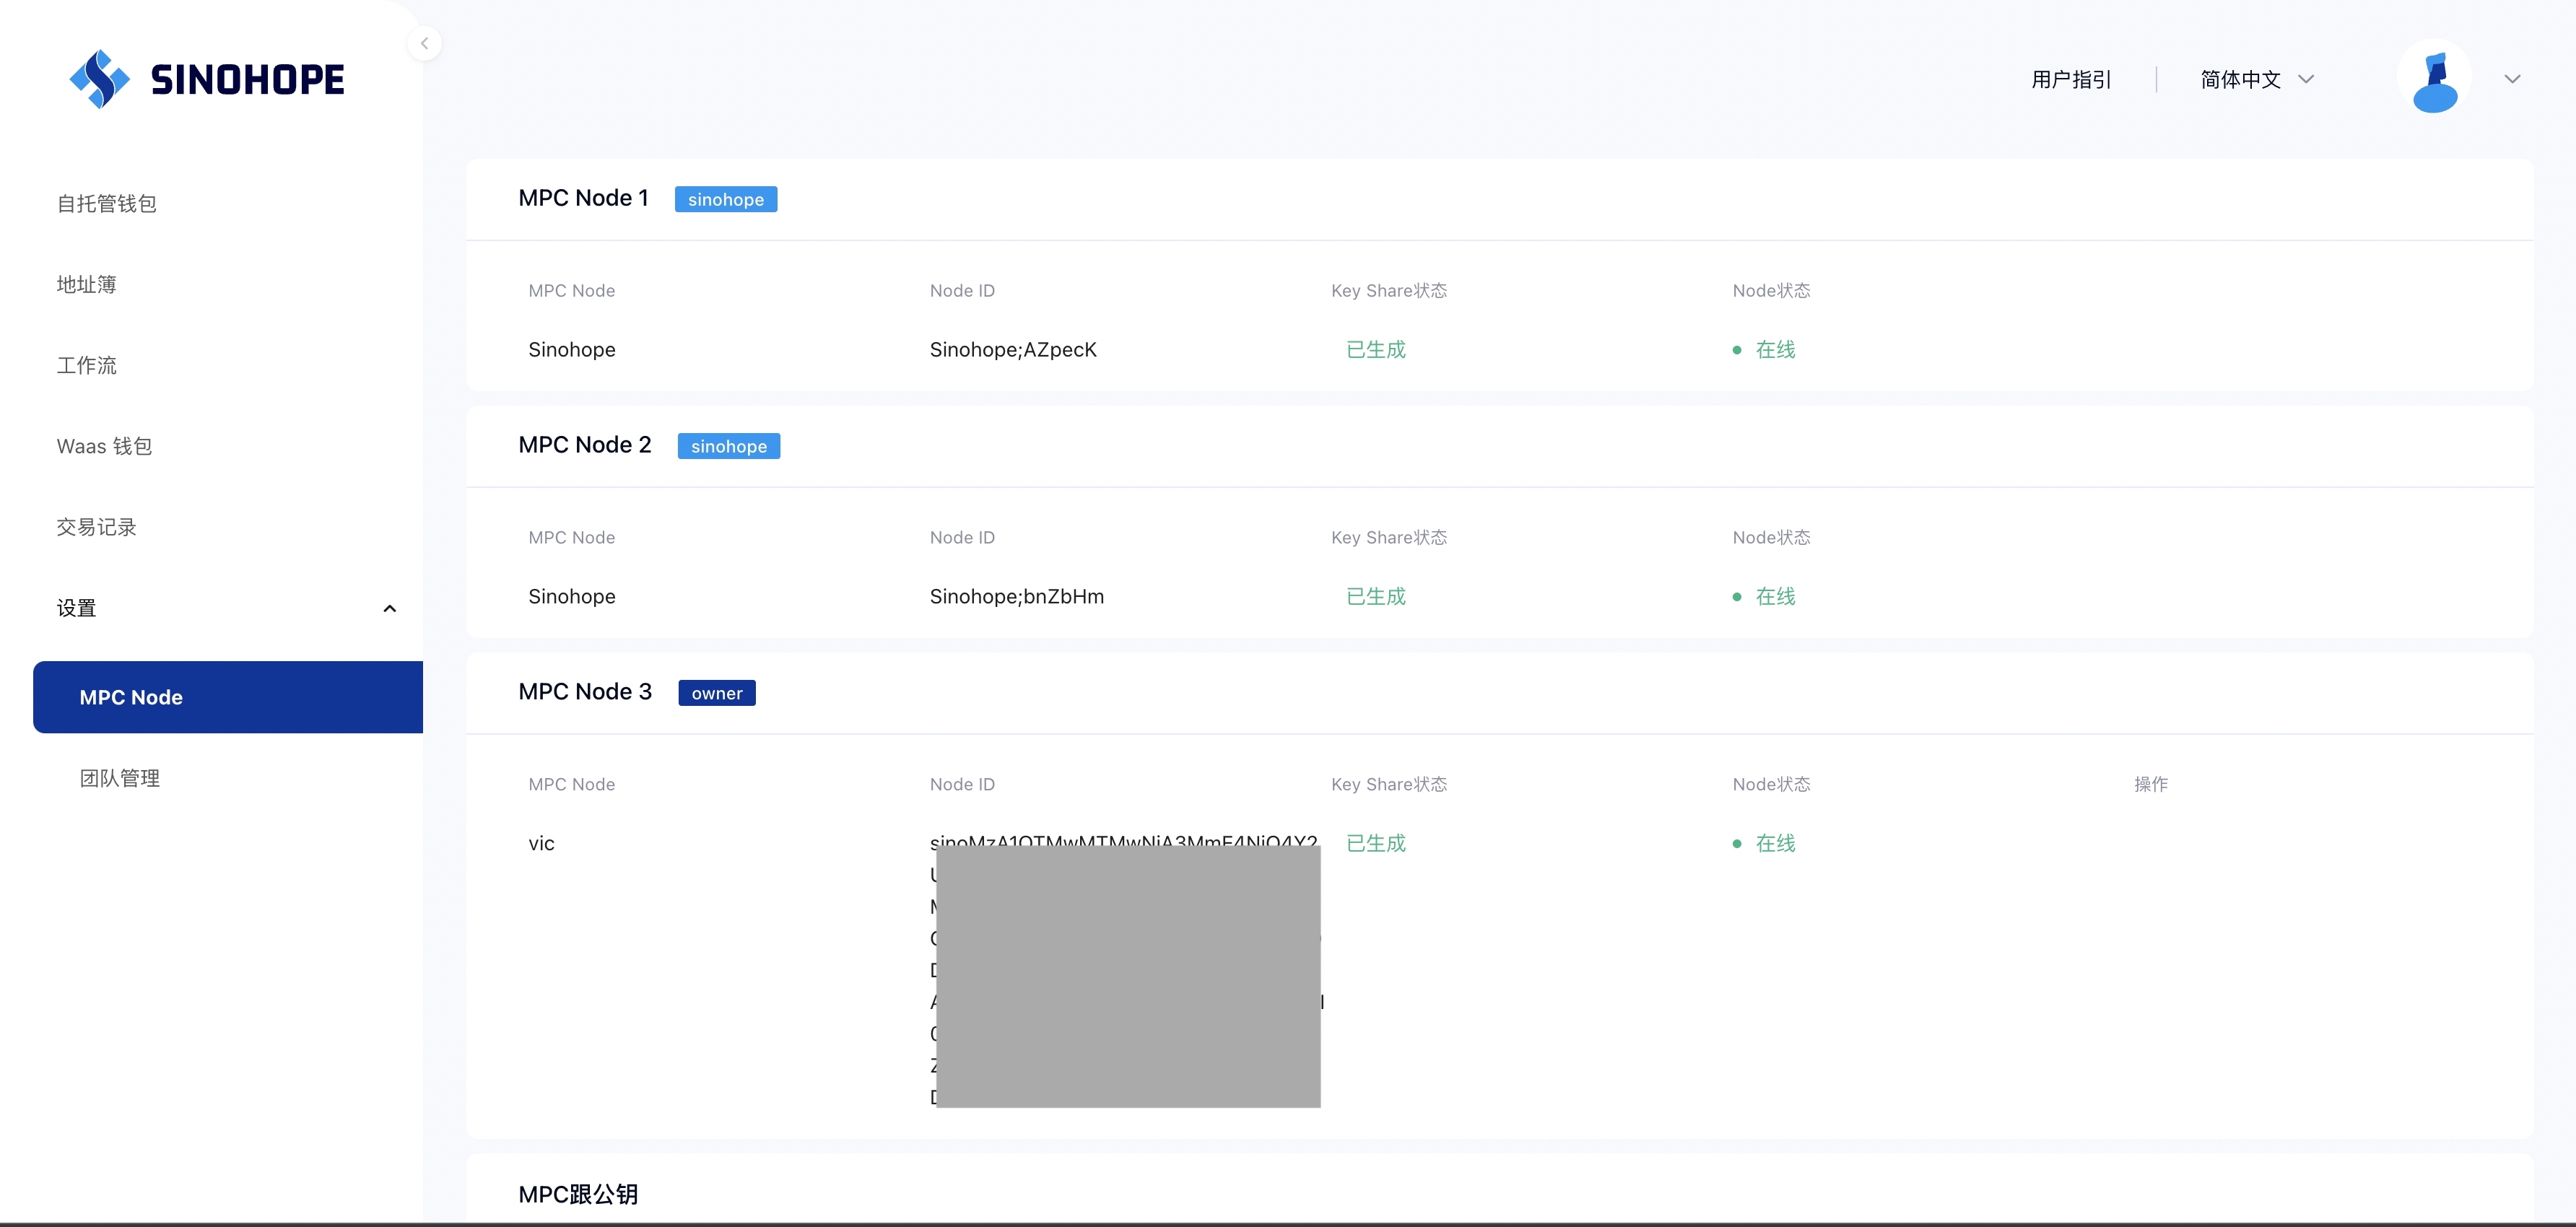 SINOHOPE
用户指引
简体中文
自托管钱包
地址簿
工作流
Waas 钱包
交易记录
设置
MPC Node
团队管理
MPC Node 1 sinohope
MPC Node Node ID Key Share状态 Node状态
Sinohope Sinohope;AZpecK 已生成 在线
MPC Node 2 sinohope
MPC Node Node ID Key Share状态 Node状态
Sinohope Sinohope;bnZbHm 已生成 在线
MPC Node 3 owner
MPC Node Node ID Key Share状态 Node状态 操作
vic 已生成 在线
MPC跟公钥